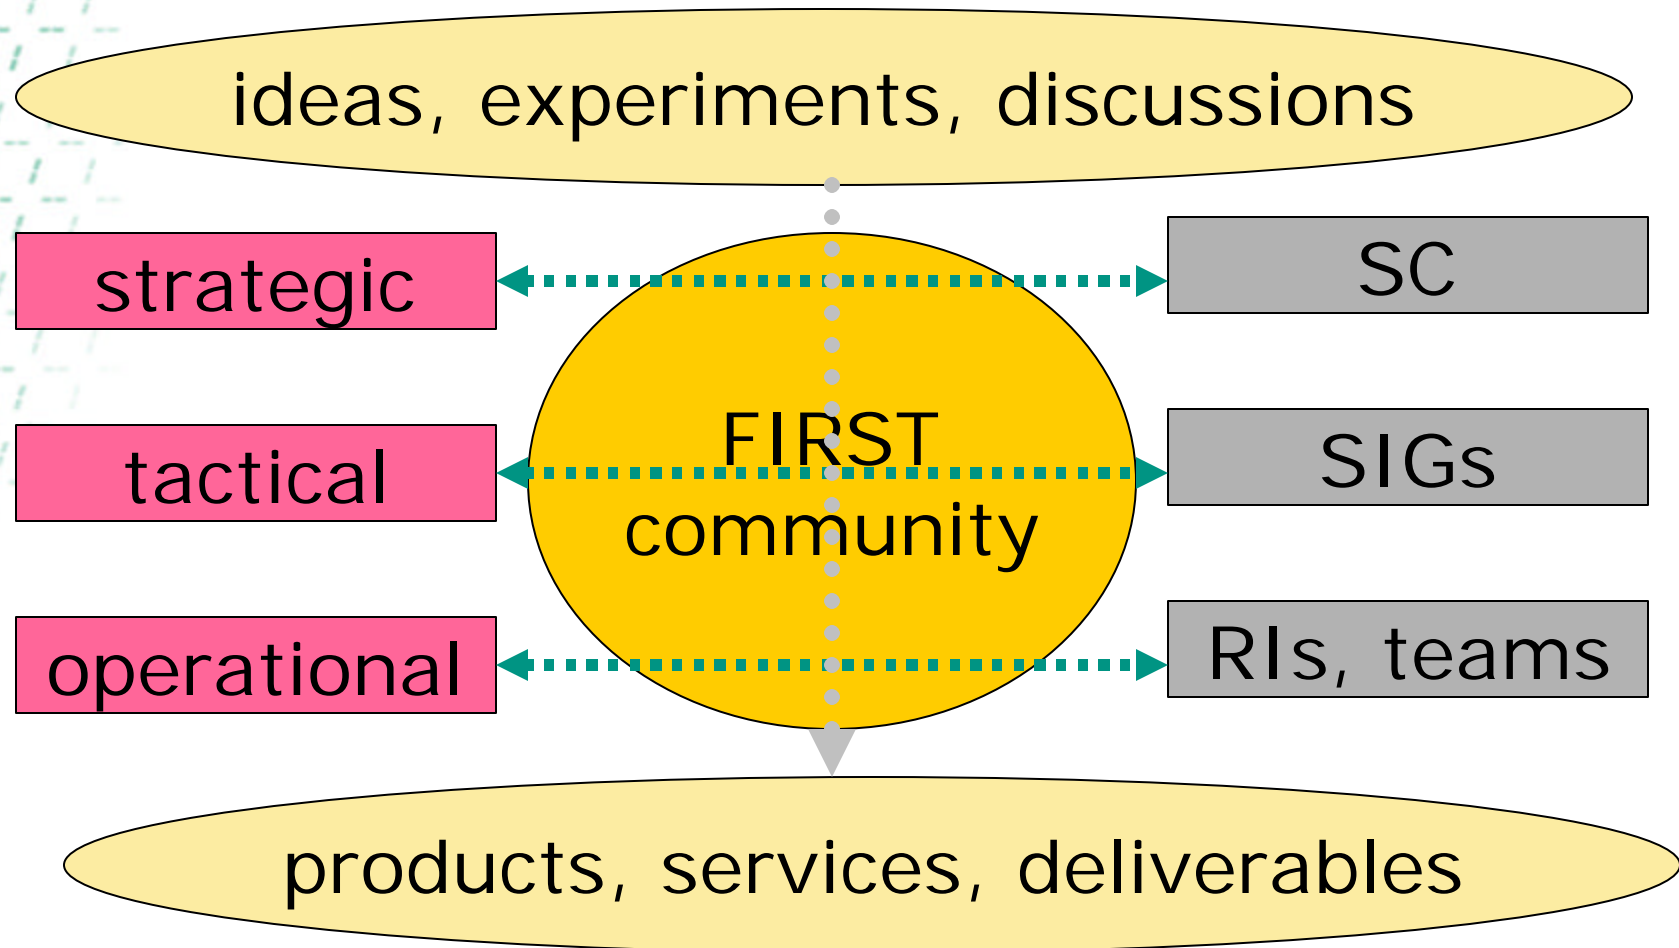 ideas, experiments, discussions
strategic
SC
FIRST
tactical
SIGs
community
operational
RIs, teams
products, services, deliverables